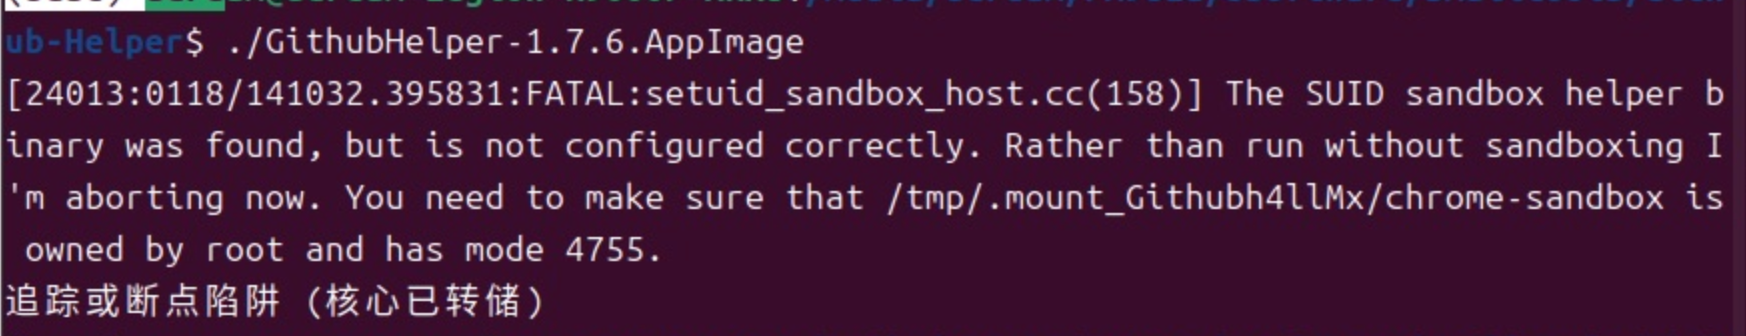 ub-Helper$ ./GithubHelper-1.7.6.AppImage
[24013:0118/141032.395831:FATAL:setuid_sandbox_host.cc(158)] The SUID sandbox helper b
inary was found, but is not configured correctly. Rather than run without sandboxing I
'm aborting now. You need to make sure that /tmp/.mount_Githubh4llMx/chrome-sandbox is
 owned by root and has mode 4755.
追踪或断点陷阱 (核心已转储)